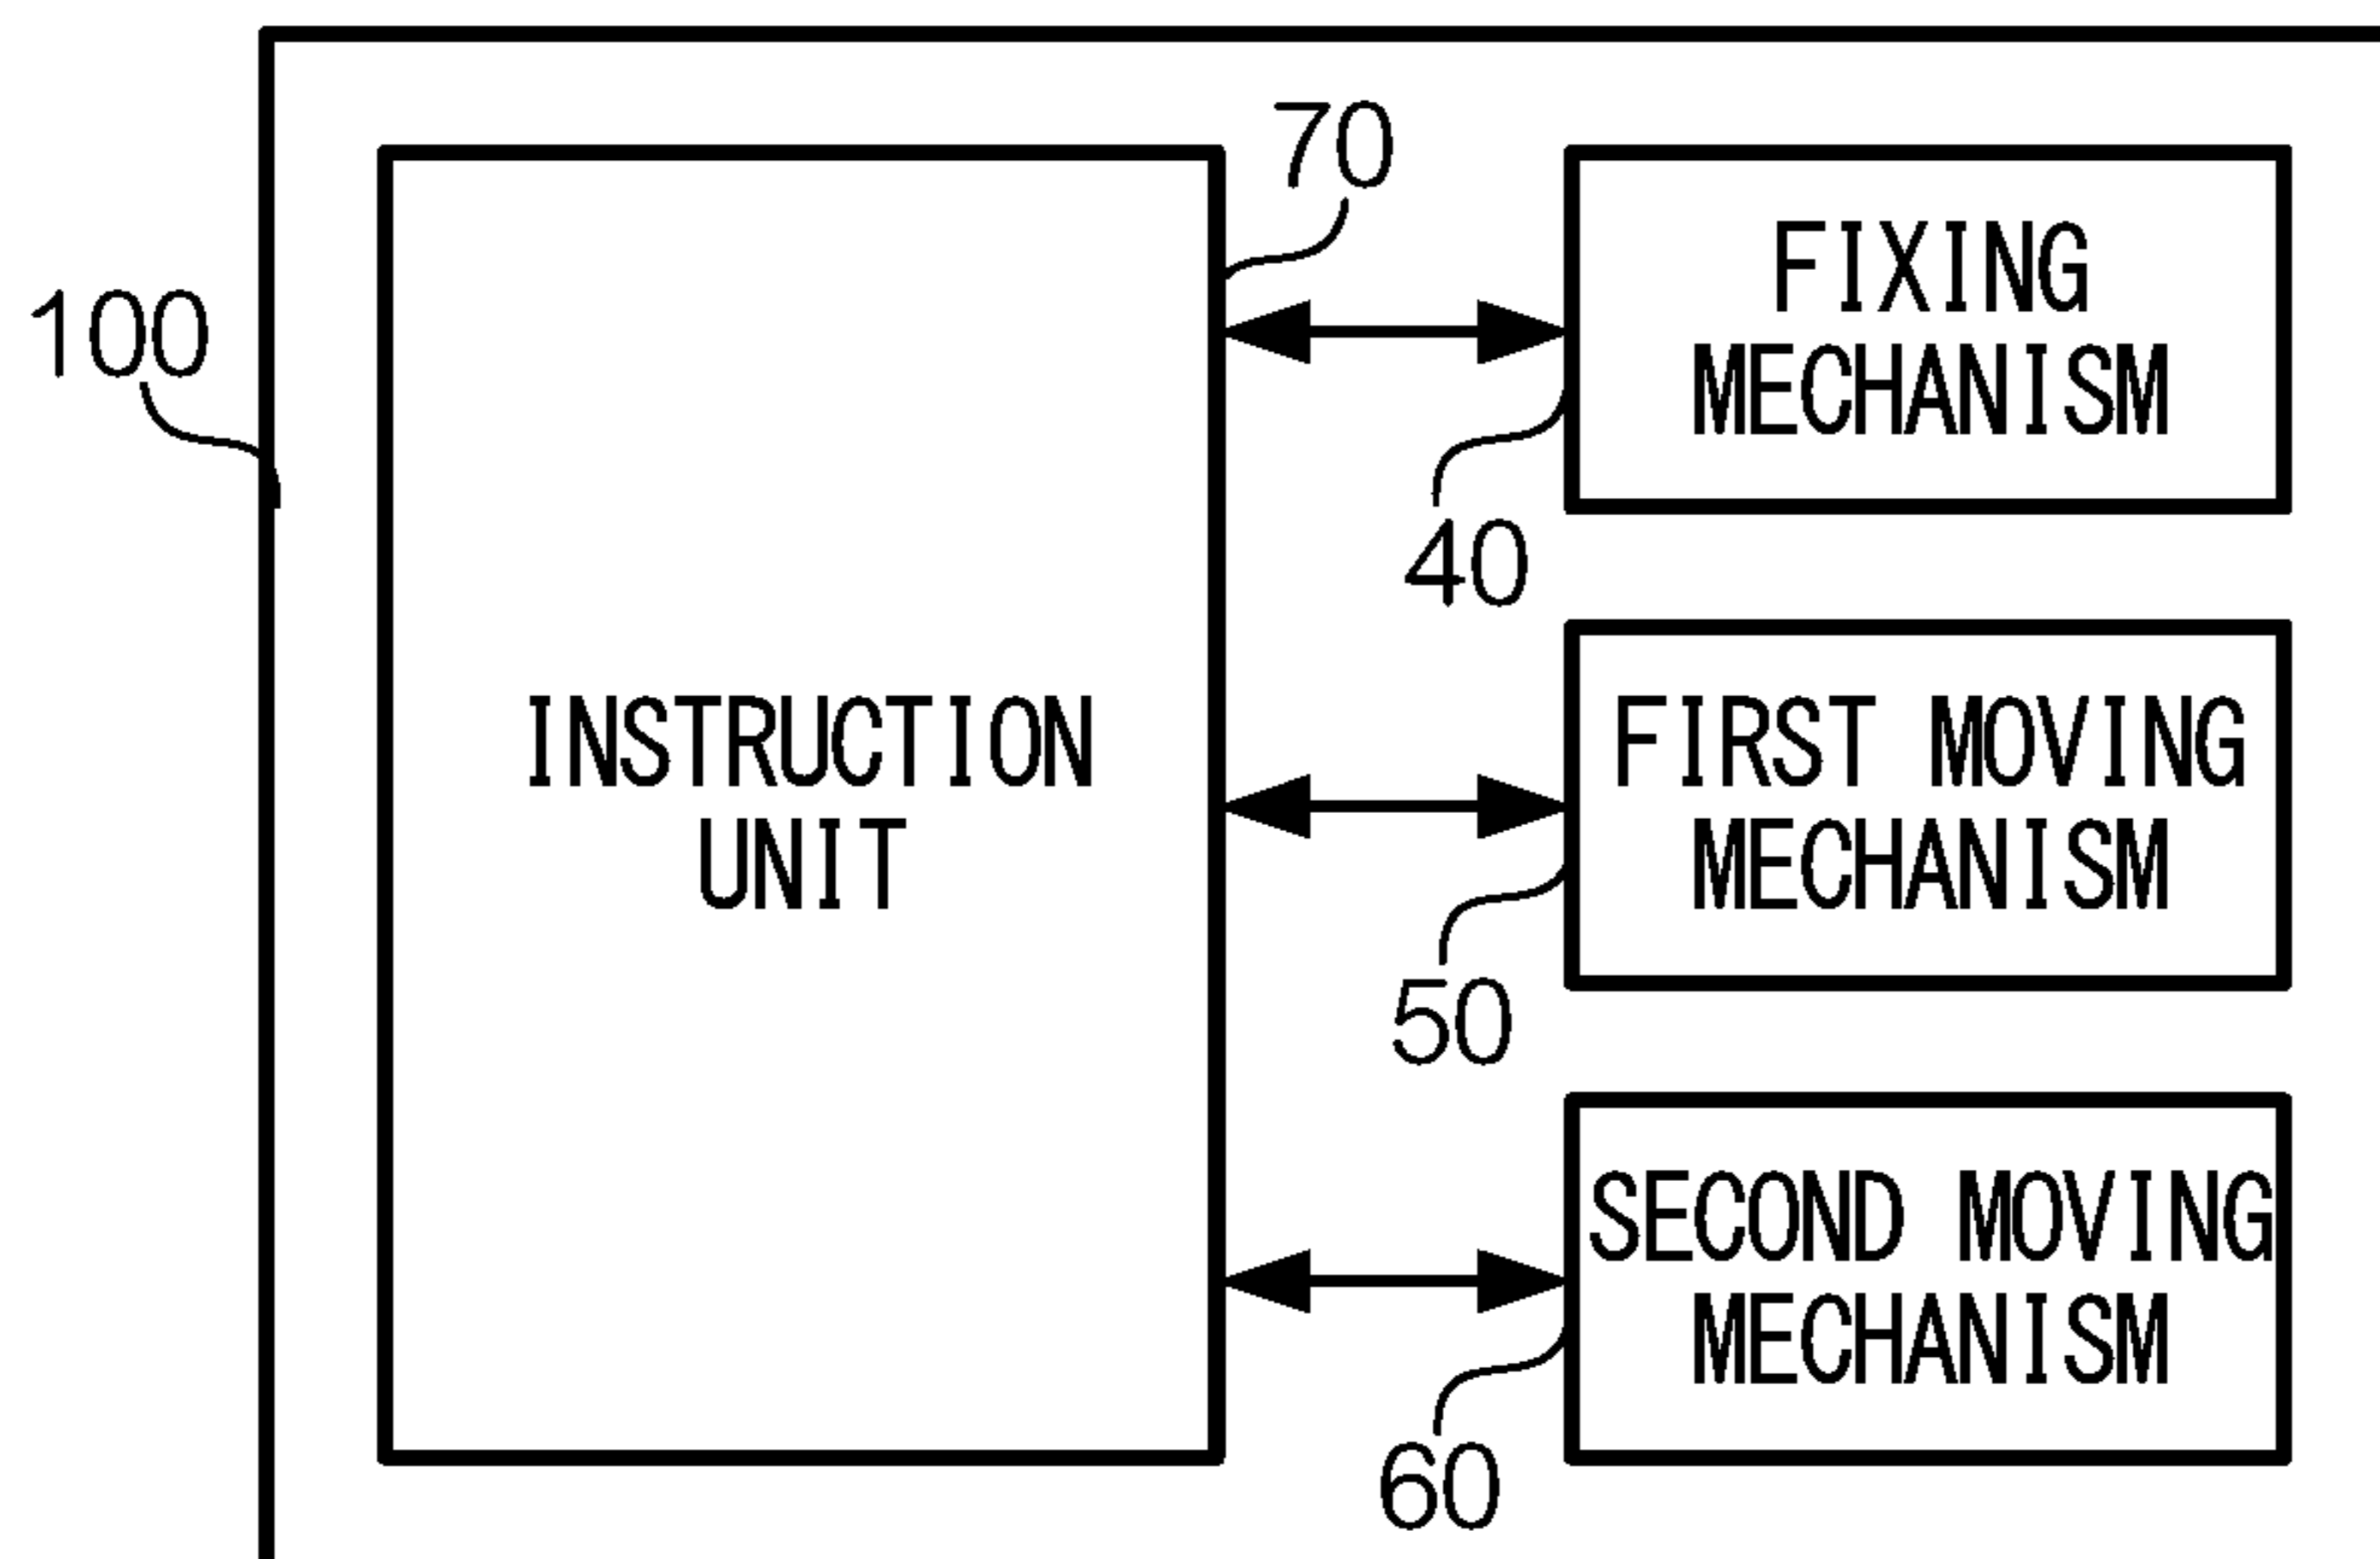 70
FIXING
MECHANISM
100
40
INSTRUCTION
UNIT
FIRST MOVING
MECHANISM
50
SECOND MOVING
MECHANISM
60